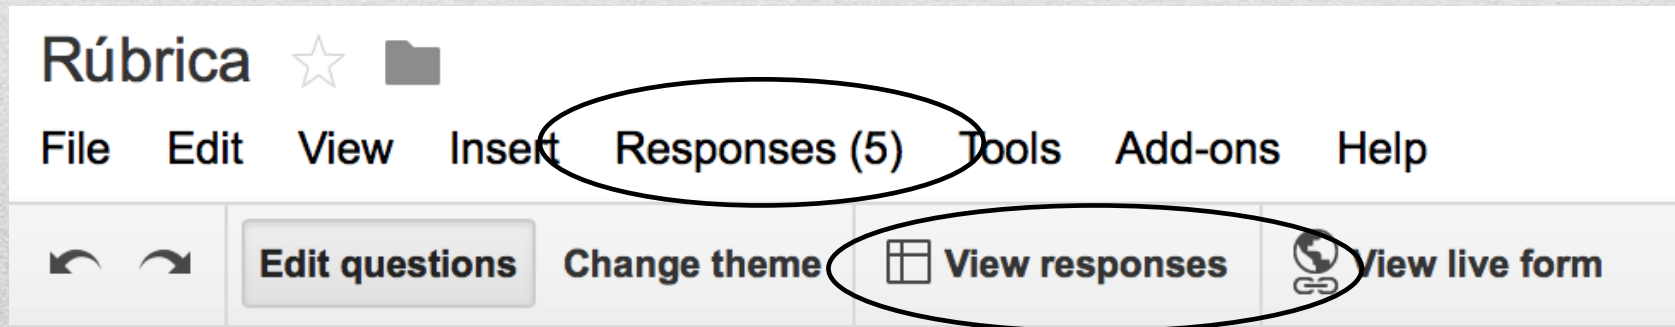 Rúbrica
File Edit View Insert Responses (5) Tools Add-ons Help
Edit questions Change theme View responses View live form